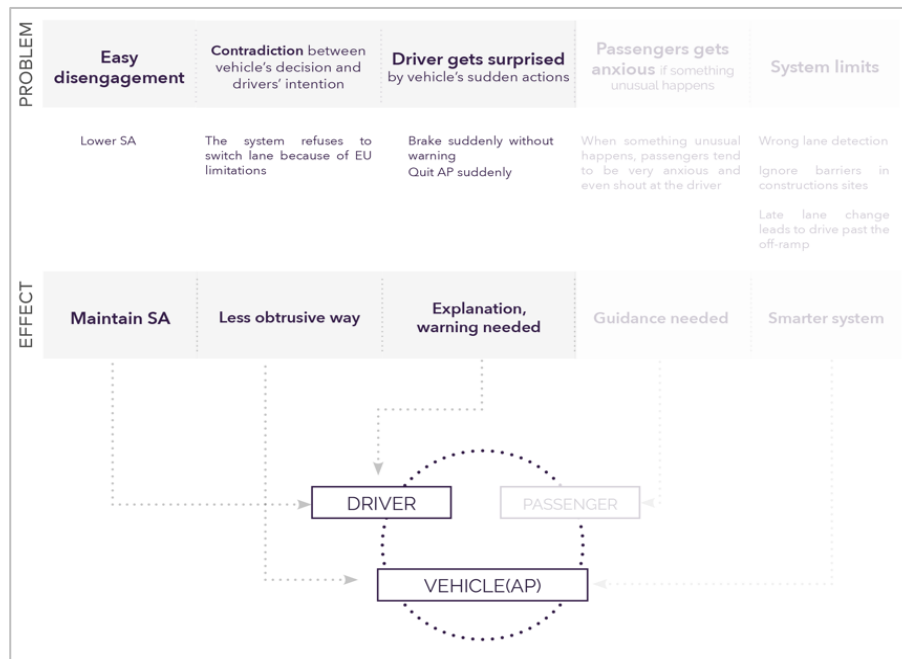 PROBLEM
Easy
disengagement
Contradiction between
vehicle's decision and
drivers' intention
Driver gets surprised
by vehicle's sudden actions
Passengers gets
anxious if something
unusual happens
System limits
Lower SA
The system refuses to
switch lane because of EU
limitations
Brake suddenly without
warning
Quit AP suddenly
When something unusual
happens, passengers tend
to be very anxious and
even shout at the driver
Wrong lane detection
Ignore barriers in
constructions sites
Late lane change
leads to drive past the
off-ramp
EFFECT
Maintain SA
Less obtrusive way
Explanation,
warning needed
Guidance needed
Smarter system
DRIVER
PASSENGER
VEHICLE(AP)